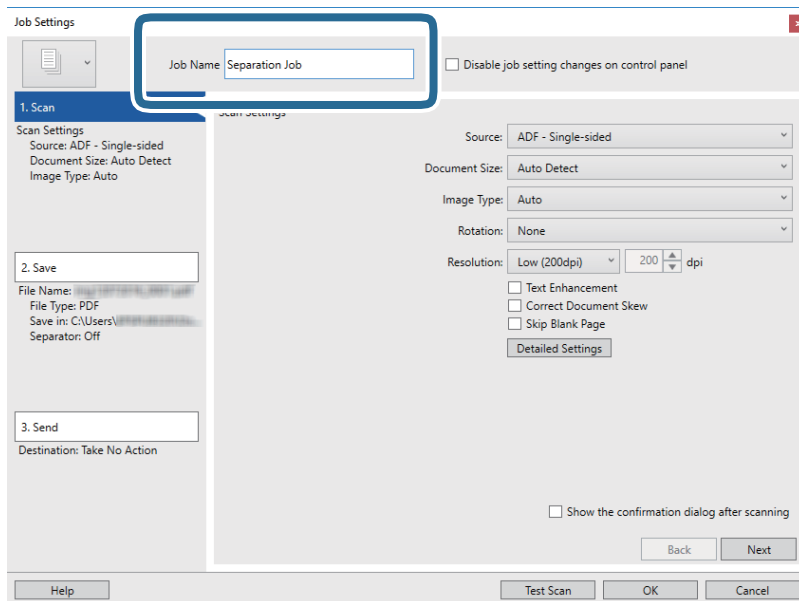 Job Settings
Job Name Separation Job
Disable job setting changes on control panel
1. Scan
Scan Settings
Source: ADF - Single-sided
Document Size: Auto Detect
Image Type: Auto
2. Save
File Name:
File Type: PDF
Save in: C:\Users\
Separator: Off
3. Send
Destination: Take No Action
Scan Settings
Source: ADF - Single-sided
Document Size: Auto Detect
Image Type: Auto
Rotation: None
Resolution: Low (200dpi) 200 dpi
Text Enhancement
Correct Document Skew
Skip Blank Page
Detailed Settings
Show the confirmation dialog after scanning
Back Next
Help Test Scan OK Cancel